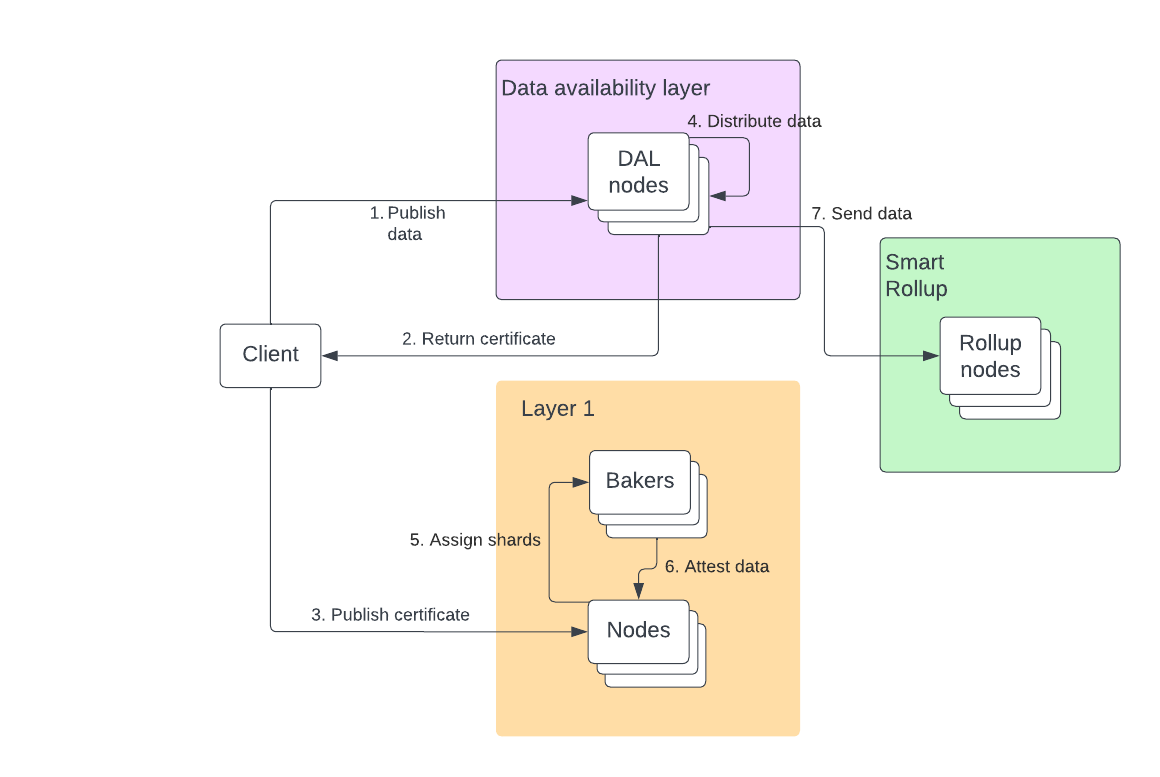 Data availability layer
4. Distribute data
DAL
nodes
1. Publish
data
7. Send data
Smart
Rollup
2. Return certificate
Client
Rollup
nodes
Layer 1
Bakers
5. Assign shards
6. Attest data
3. Publish certificate
Nodes